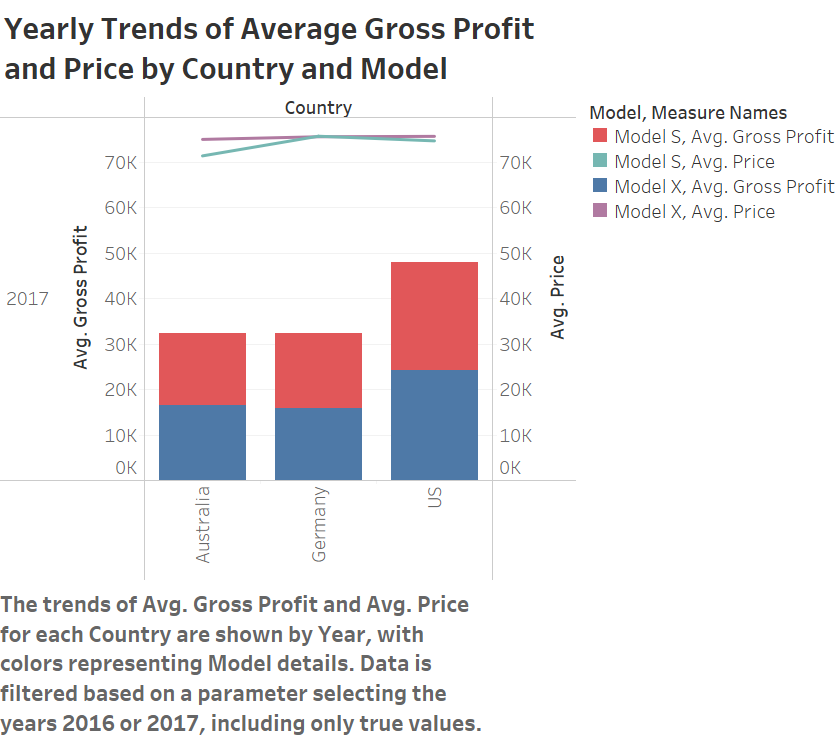 Yearly Trends of Average Gross Profit
and Price by Country and Model
Country
Model, Measure Names
Model S, Avg. Gross Profit
Model S, Avg. Price
Model X, Avg. Gross Profit
Model X, Avg. Price
2017
Avg. Gross Profit
70K
60K
50K
40K
30K
20K
10K
0K
70K
60K
50K
40K
30K
20K
10K
0K
Avg. Price
Australia
Germany
US
The trends of Avg. Gross Profit and Avg. Price
for each Country are shown by Year, with
colors representing Model details. Data is
filtered based on a parameter selecting the
years 2016 or 2017, including only true values.